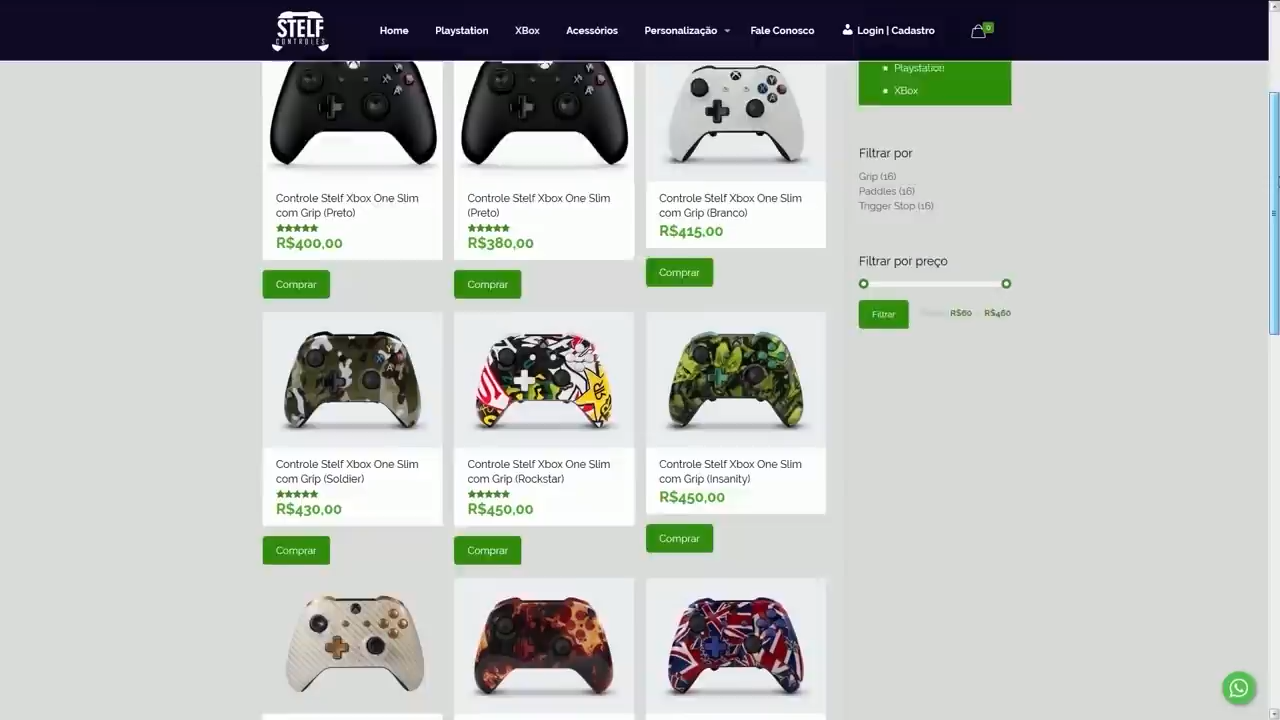 STELF
CONTROLES
Home
Playstation
XBox
Acessórios
Personalização
Fale Conosco
Login | Cadastro
0
Playstation
XBox
Filtrar por
Grip (16)
Paddles (16)
Trigger Stop (16)
Filtrar por preço
Filtrar
R$60
R$460
Controle Stelf Xbox One Slim
com Grip (Preto)
R$400,00
Comprar
Controle Stelf Xbox One Slim
(Preto)
R$380,00
Comprar
Controle Stelf Xbox One Slim
com Grip (Branco)
R$415,00
Comprar
Controle Stelf Xbox One Slim
com Grip (Soldier)
R$430,00
Comprar
Controle Stelf Xbox One Slim
com Grip (Rockstar)
R$450,00
Comprar
Controle Stelf Xbox One Slim
com Grip (Insanity)
R$450,00
Comprar